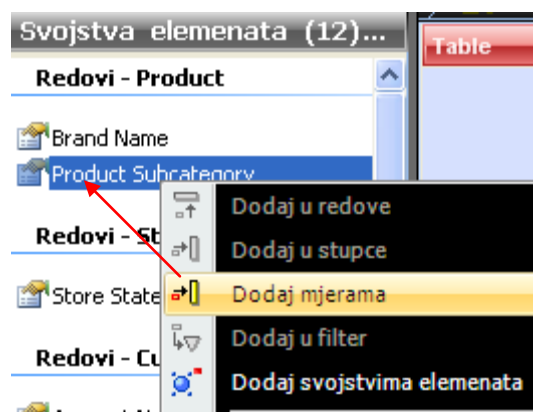 Svojstva elemenata (12)...
Table
Redovi - Product
Brand Name
Product Subcategory
Dodaj u redove
Redovi - St
Dodaj u stupce
Store State
Dodaj mjerama
Dodaj u filter
Redovi - Cu
Dodaj svojstvima elemenata